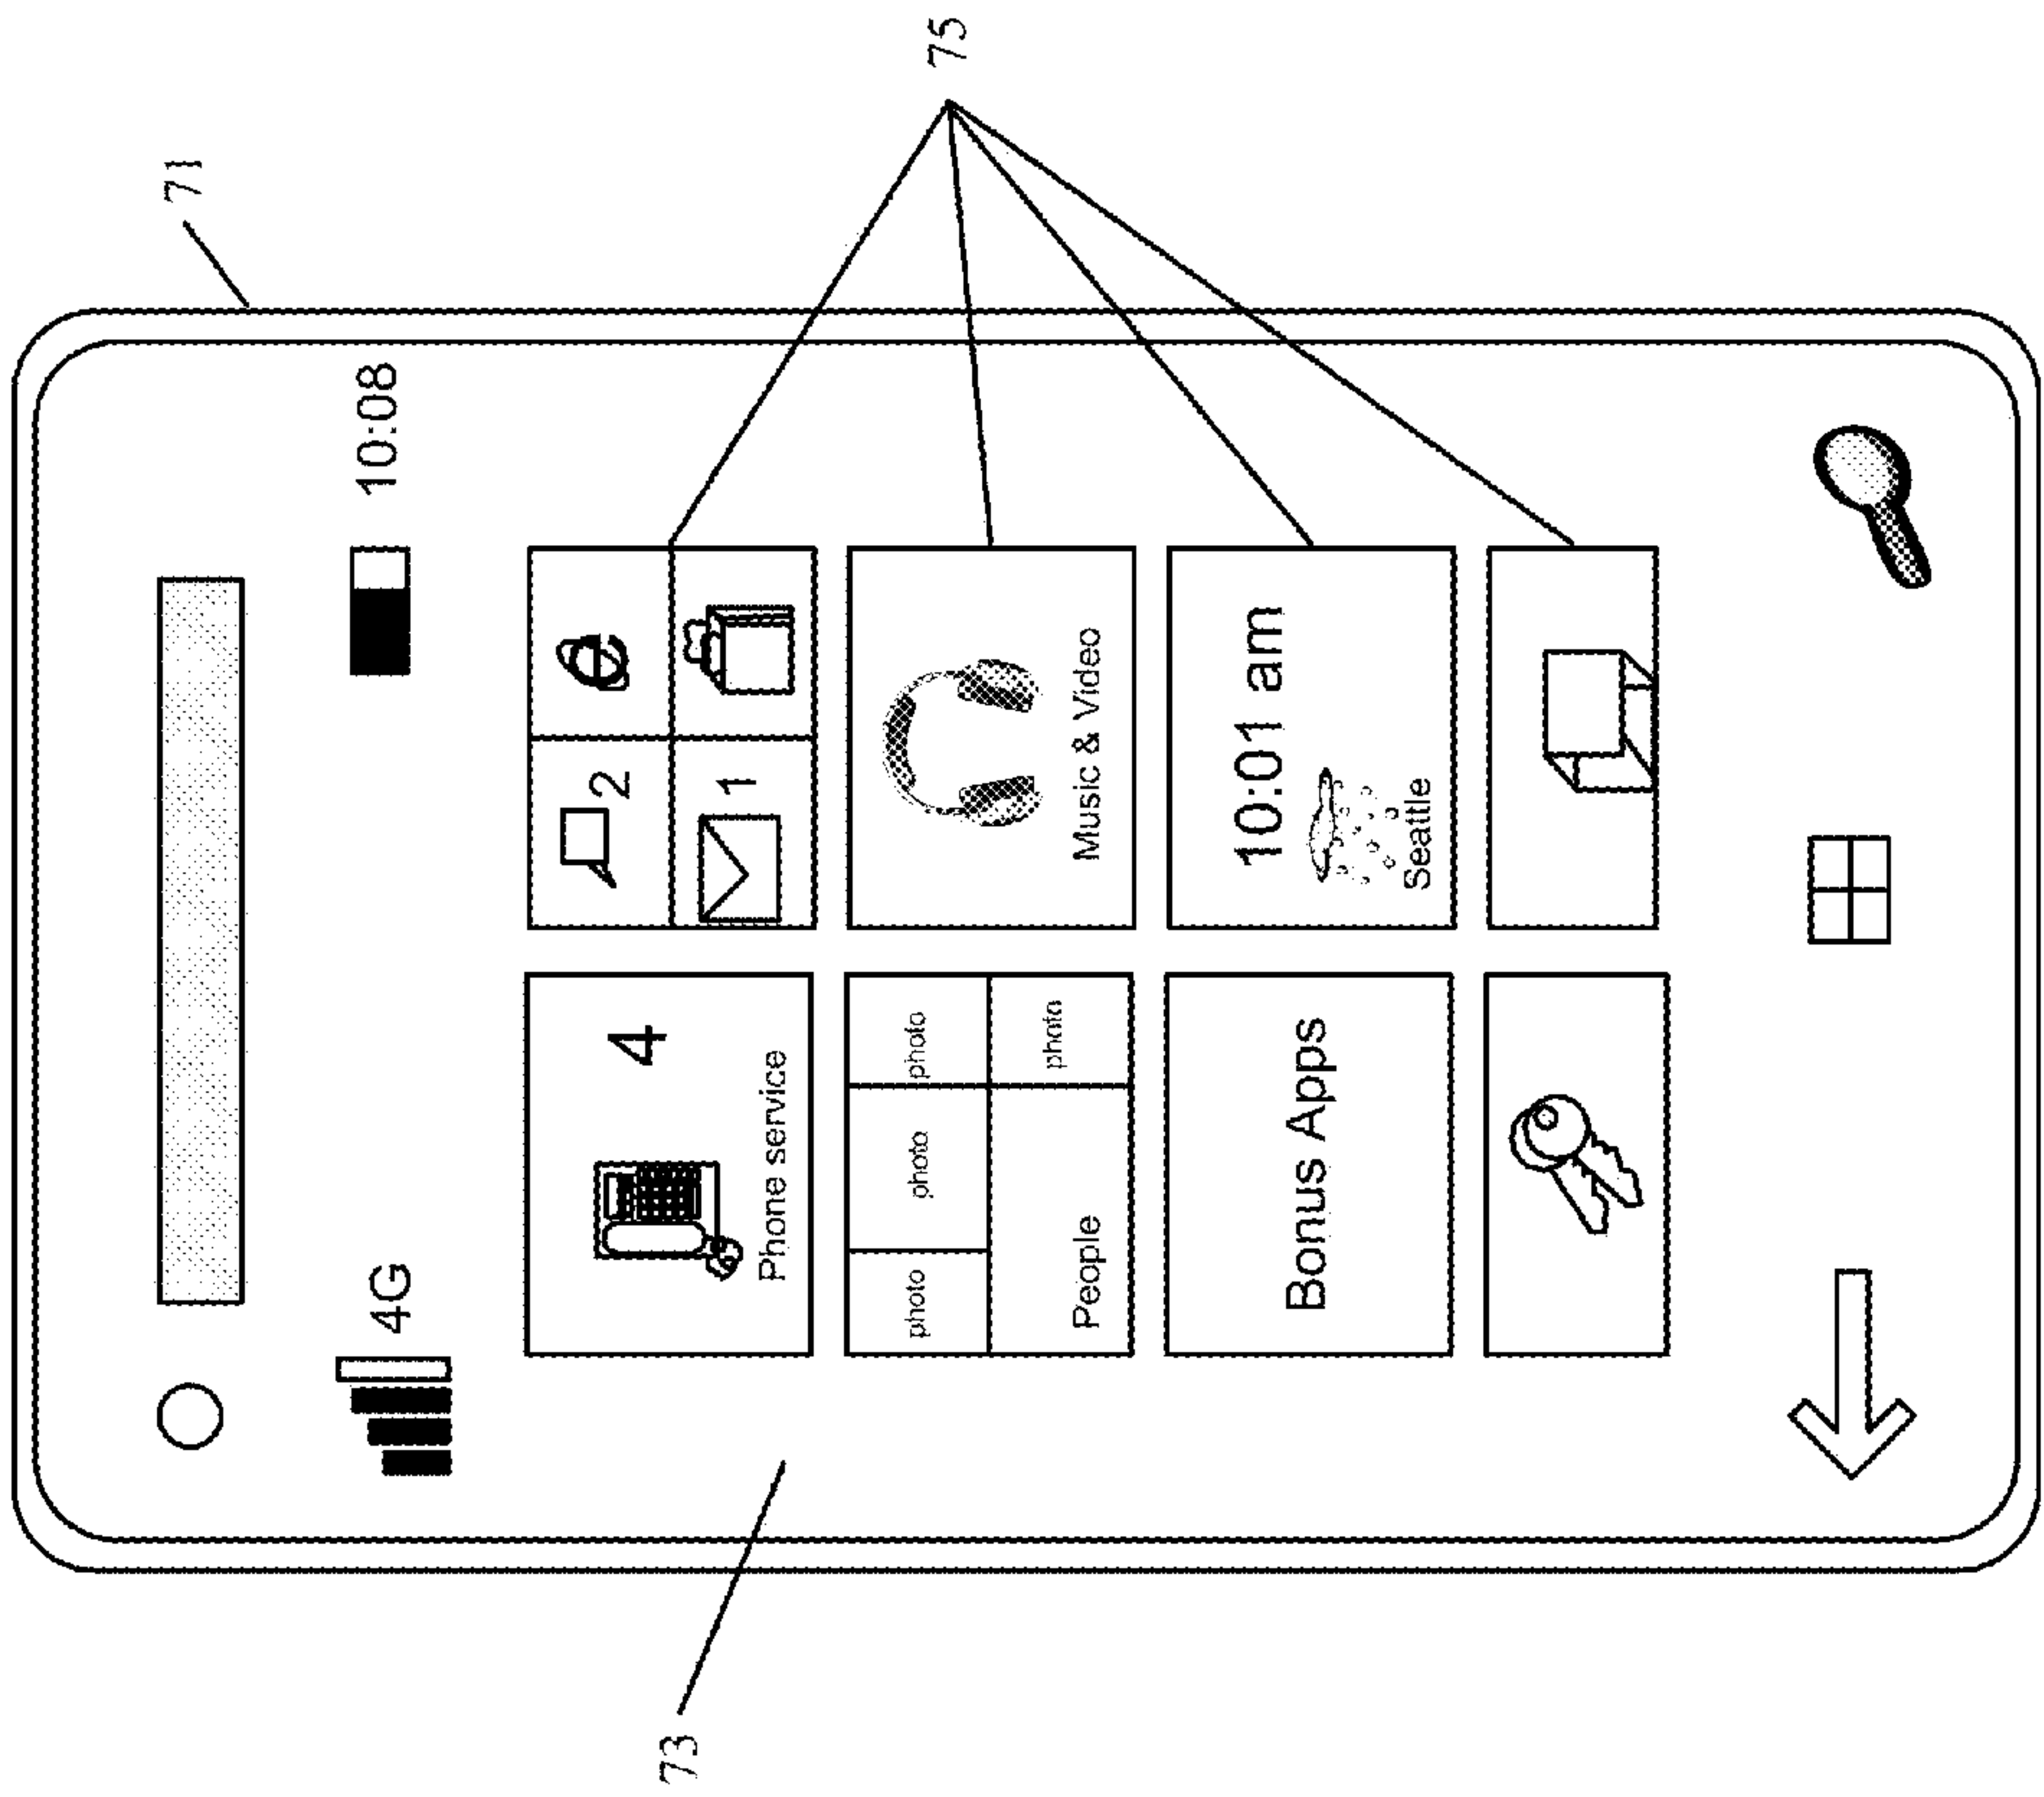 71
4G 10:08
4
Phone service
2
e
1
75
photo photo photo
People photo
Music & Video
Bonus Apps
10:01 am
Seattle
73